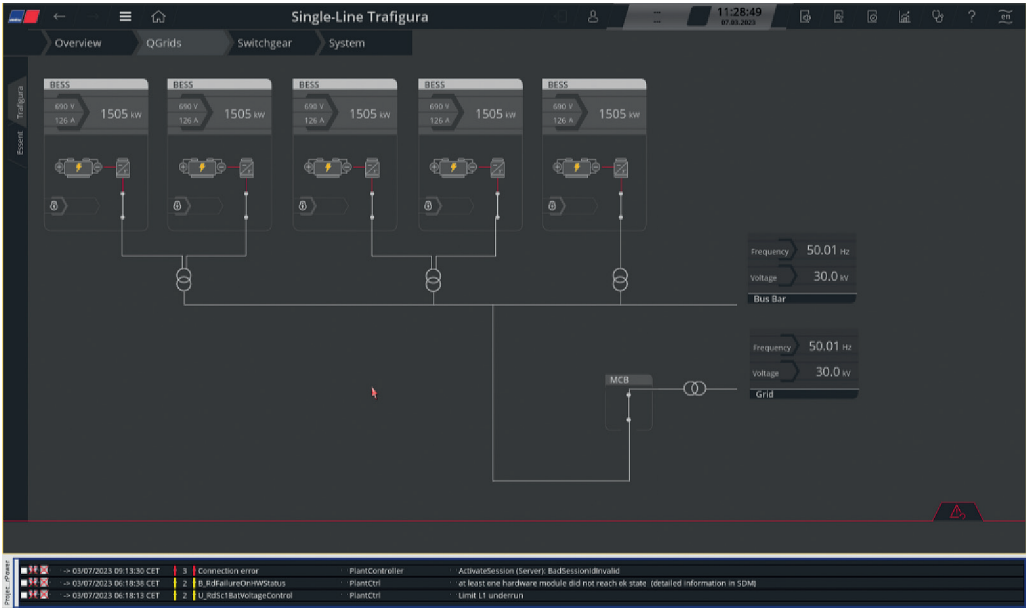 Single-Line Trafigura
11:28:49
07.03.2023
?
en
Overview
QGrids
Switchgear
System
Trafigura
Essent
BESS
690 V
126 A
1505 kW
BESS
690 V
126 A
1505 kW
BESS
690 V
126 A
1505 kW
BESS
690 V
126 A
1505 kW
BESS
690 V
126 A
1505 kW
Frequency 50.01 Hz
Voltage 30.0 kV
Bus Bar
Frequency 50.01 Hz
Voltage 30.0 kV
Grid
MCB
-> 03/07/2023 09:13:30 CET 3 Connection error PlantController ActivateSession (Server): BadSessionIdInvalid
-> 03/07/2023 06:18:38 CET 2 B_RdFailureOnHWStatus PlantCtrl at least one hardware module did not reach ok state (detailed information in SDM)
-> 03/07/2023 06:18:13 CET 2 U_RdSc1BatVoltageControl PlantCtrl Limit L1 underrun